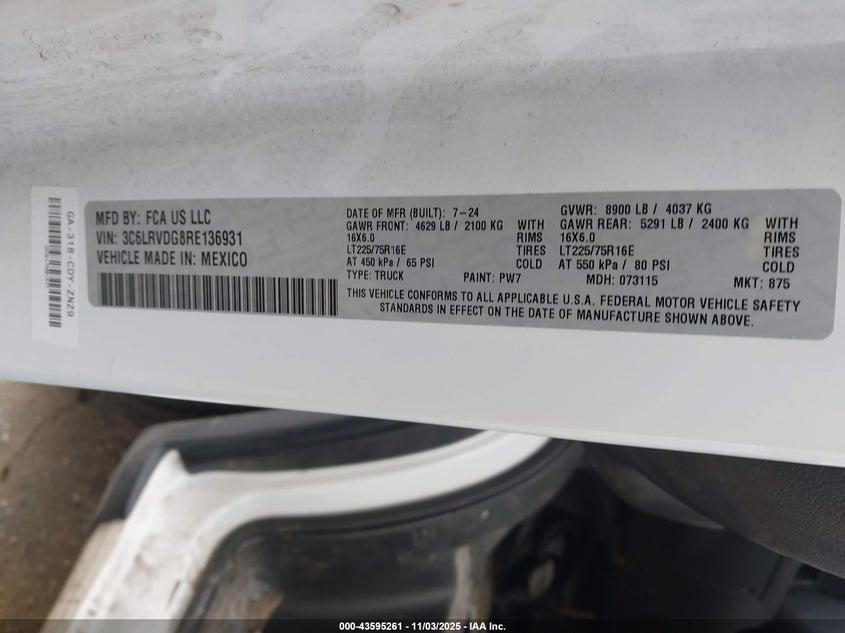 GA-318-CDY-ZNZ9
MFD BY: FCA US LLC
VIN: 3C6LRVDG8RE136931
VEHICLE MADE IN: MEXICO
DATE OF MFR (BUILT): 7-24 GVWR: 8900 LB / 4037 KG
GAWR FRONT: 4629 LB / 2100 KG WITH GAWR REAR: 5291 LB / 2400 KG WITH
16X6.0 RIMS 16X6.0 RIMS
LT225/75R16E TIRES LT225/75R16E TIRES
AT 450 kPa / 65 PSI COLD AT 550 kPa / 80 PSI COLD
TYPE: TRUCK PAINT: PW7 MDH: 073115 MKT: 875
THIS VEHICLE CONFORMS TO ALL APPLICABLE U.S.A. FEDERAL MOTOR VEHICLE SAFETY
STANDARDS IN EFFECT ON THE DATE OF MANUFACTURE SHOWN ABOVE.
000-43595261 - 11/03/2025 - IAA Inc.